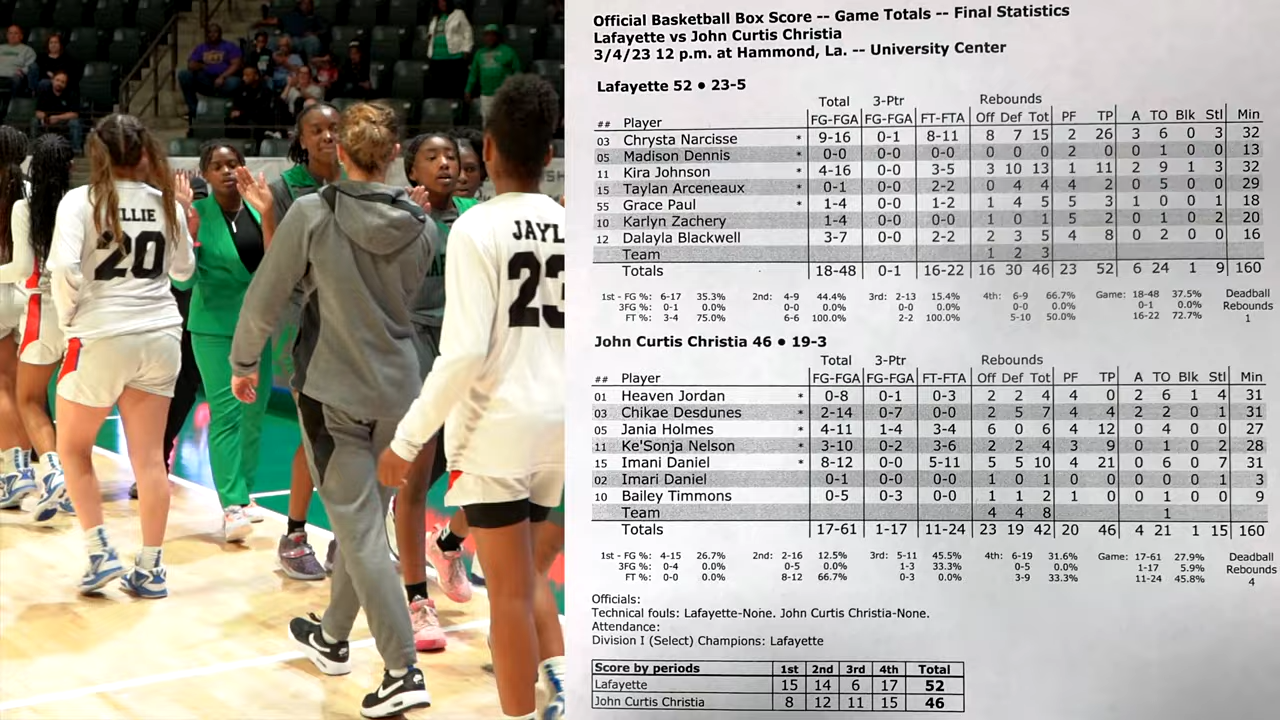 LLIE
20
JAYL
23
Official Basketball Box Score -- Game Totals -- Final Statistics
Lafayette vs John Curtis Christia
3/4/23 12 p.m. at Hammond, La. -- University Center
Lafayette 52 • 23-5
Total 3-Ptr Rebounds
## Player FG-FGA FG-FGA FT-FTA Off Def Tot PF TP A TO Blk Stl Min
03 Chrysta Narcisse * 9-16 0-1 8-11 8 7 15 2 26 3 6 0 3 32
05 Madison Dennis * 0-0 0-0 0-0 0 0 0 2 0 0 1 0 0 13
11 Kira Johnson * 4-16 0-0 3-5 3 10 13 1 11 2 9 1 3 32
15 Taylan Arceneaux * 0-1 0-0 2-2 0 4 4 4 2 0 5 0 0 29
55 Grace Paul * 1-4 0-0 1-2 1 4 5 5 3 1 0 0 1 18
10 Karlyn Zachery 1-4 0-0 0-0 1 0 1 5 2 0 1 0 2 20
12 Dalayla Blackwell 3-7 0-0 2-2 2 3 5 4 8 0 2 0 0 16
Team 1 2 3
Totals 18-48 0-1 16-22 16 30 46 23 52 6 24 1 9 160
1st - FG %: 6-17 35.3% 2nd: 4-9 44.4% 3rd: 2-13 15.4% 4th: 6-9 66.7% Game: 18-48 37.5% Deadball
3FG %: 0-1 0.0% 0-0 0.0% 0-0 0.0% 0-0 0.0% 0-1 0.0% Rebounds
FT %: 3-4 75.0% 6-6 100.0% 2-2 100.0% 5-10 50.0% 16-22 72.7% 1
John Curtis Christia 46 • 19-3
Total 3-Ptr Rebounds
## Player FG-FGA FG-FGA FT-FTA Off Def Tot PF TP A TO Blk Stl Min
01 Heaven Jordan * 0-8 0-1 0-3 2 2 4 4 0 2 6 1 4 31
03 Chikae Desdunes * 2-14 0-7 0-0 2 5 7 4 4 2 2 0 1 31
05 Jania Holmes * 4-11 1-4 3-4 6 0 6 4 12 0 4 0 0 27
11 Ke'Sonja Nelson * 3-10 0-2 3-6 2 2 4 3 9 0 1 0 2 28
15 Imani Daniel * 8-12 0-0 5-11 5 5 10 4 21 0 6 0 7 31
02 Imari Daniel 0-1 0-0 0-0 1 0 1 0 0 0 0 0 1 3
10 Bailey Timmons 0-5 0-3 0-0 1 1 2 1 0 0 1 0 0 9
Team 4 4 8 1
Totals 17-61 1-17 11-24 23 19 42 20 46 4 21 1 15 160
1st - FG %: 4-15 26.7% 2nd: 2-16 12.5% 3rd: 5-11 45.5% 4th: 6-19 31.6% Game: 17-61 27.9% Deadball
3FG %: 0-4 0.0% 0-5 0.0% 1-3 33.3% 0-5 0.0% 1-17 5.9% Rebounds
FT %: 0-0 0.0% 8-12 66.7% 0-3 0.0% 3-9 33.3% 11-24 45.8% 4
Officials:
Technical fouls: Lafayette-None. John Curtis Christia-None.
Attendance:
Division I (Select) Champions: Lafayette
Score by periods 1st 2nd 3rd 4th Total
Lafayette 15 14 6 17 52
John Curtis Christia 8 12 11 15 46